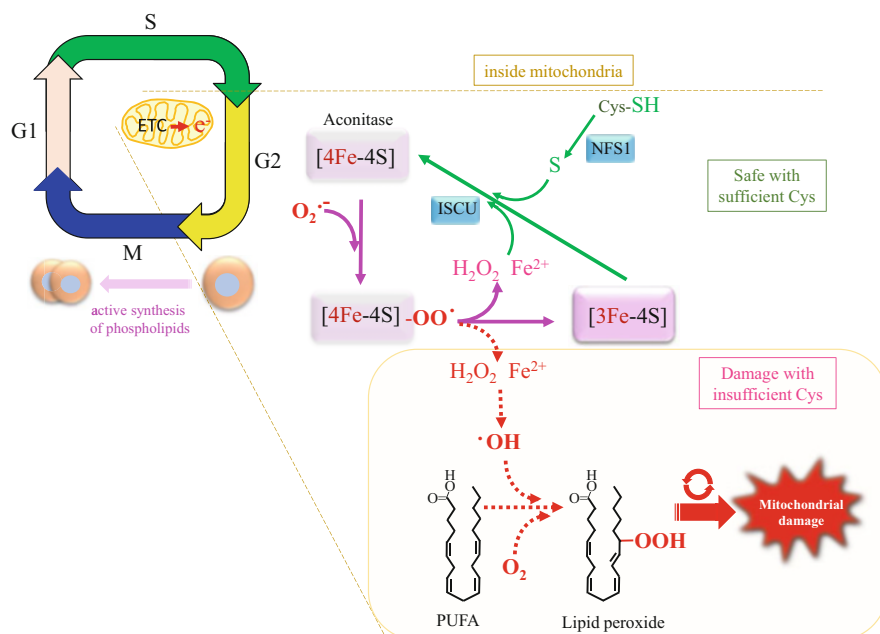 S
inside mitochondria
Cys-SH
ETC
e-
Aconitase
G1
[4Fe-4S]
S
NFS1
G2
Safe with
sufficient Cys
O₂·⁻
ISCU
M
H₂O₂ Fe²⁺
active synthesis
of phospholipids
[4Fe-4S]-OO·
[3Fe-4S]
H₂O₂ Fe²⁺
Damage with
insufficient Cys
·OH
H
O
O
H
O
O
Mitochondrial
damage
OOH
O₂
PUFA
Lipid peroxide